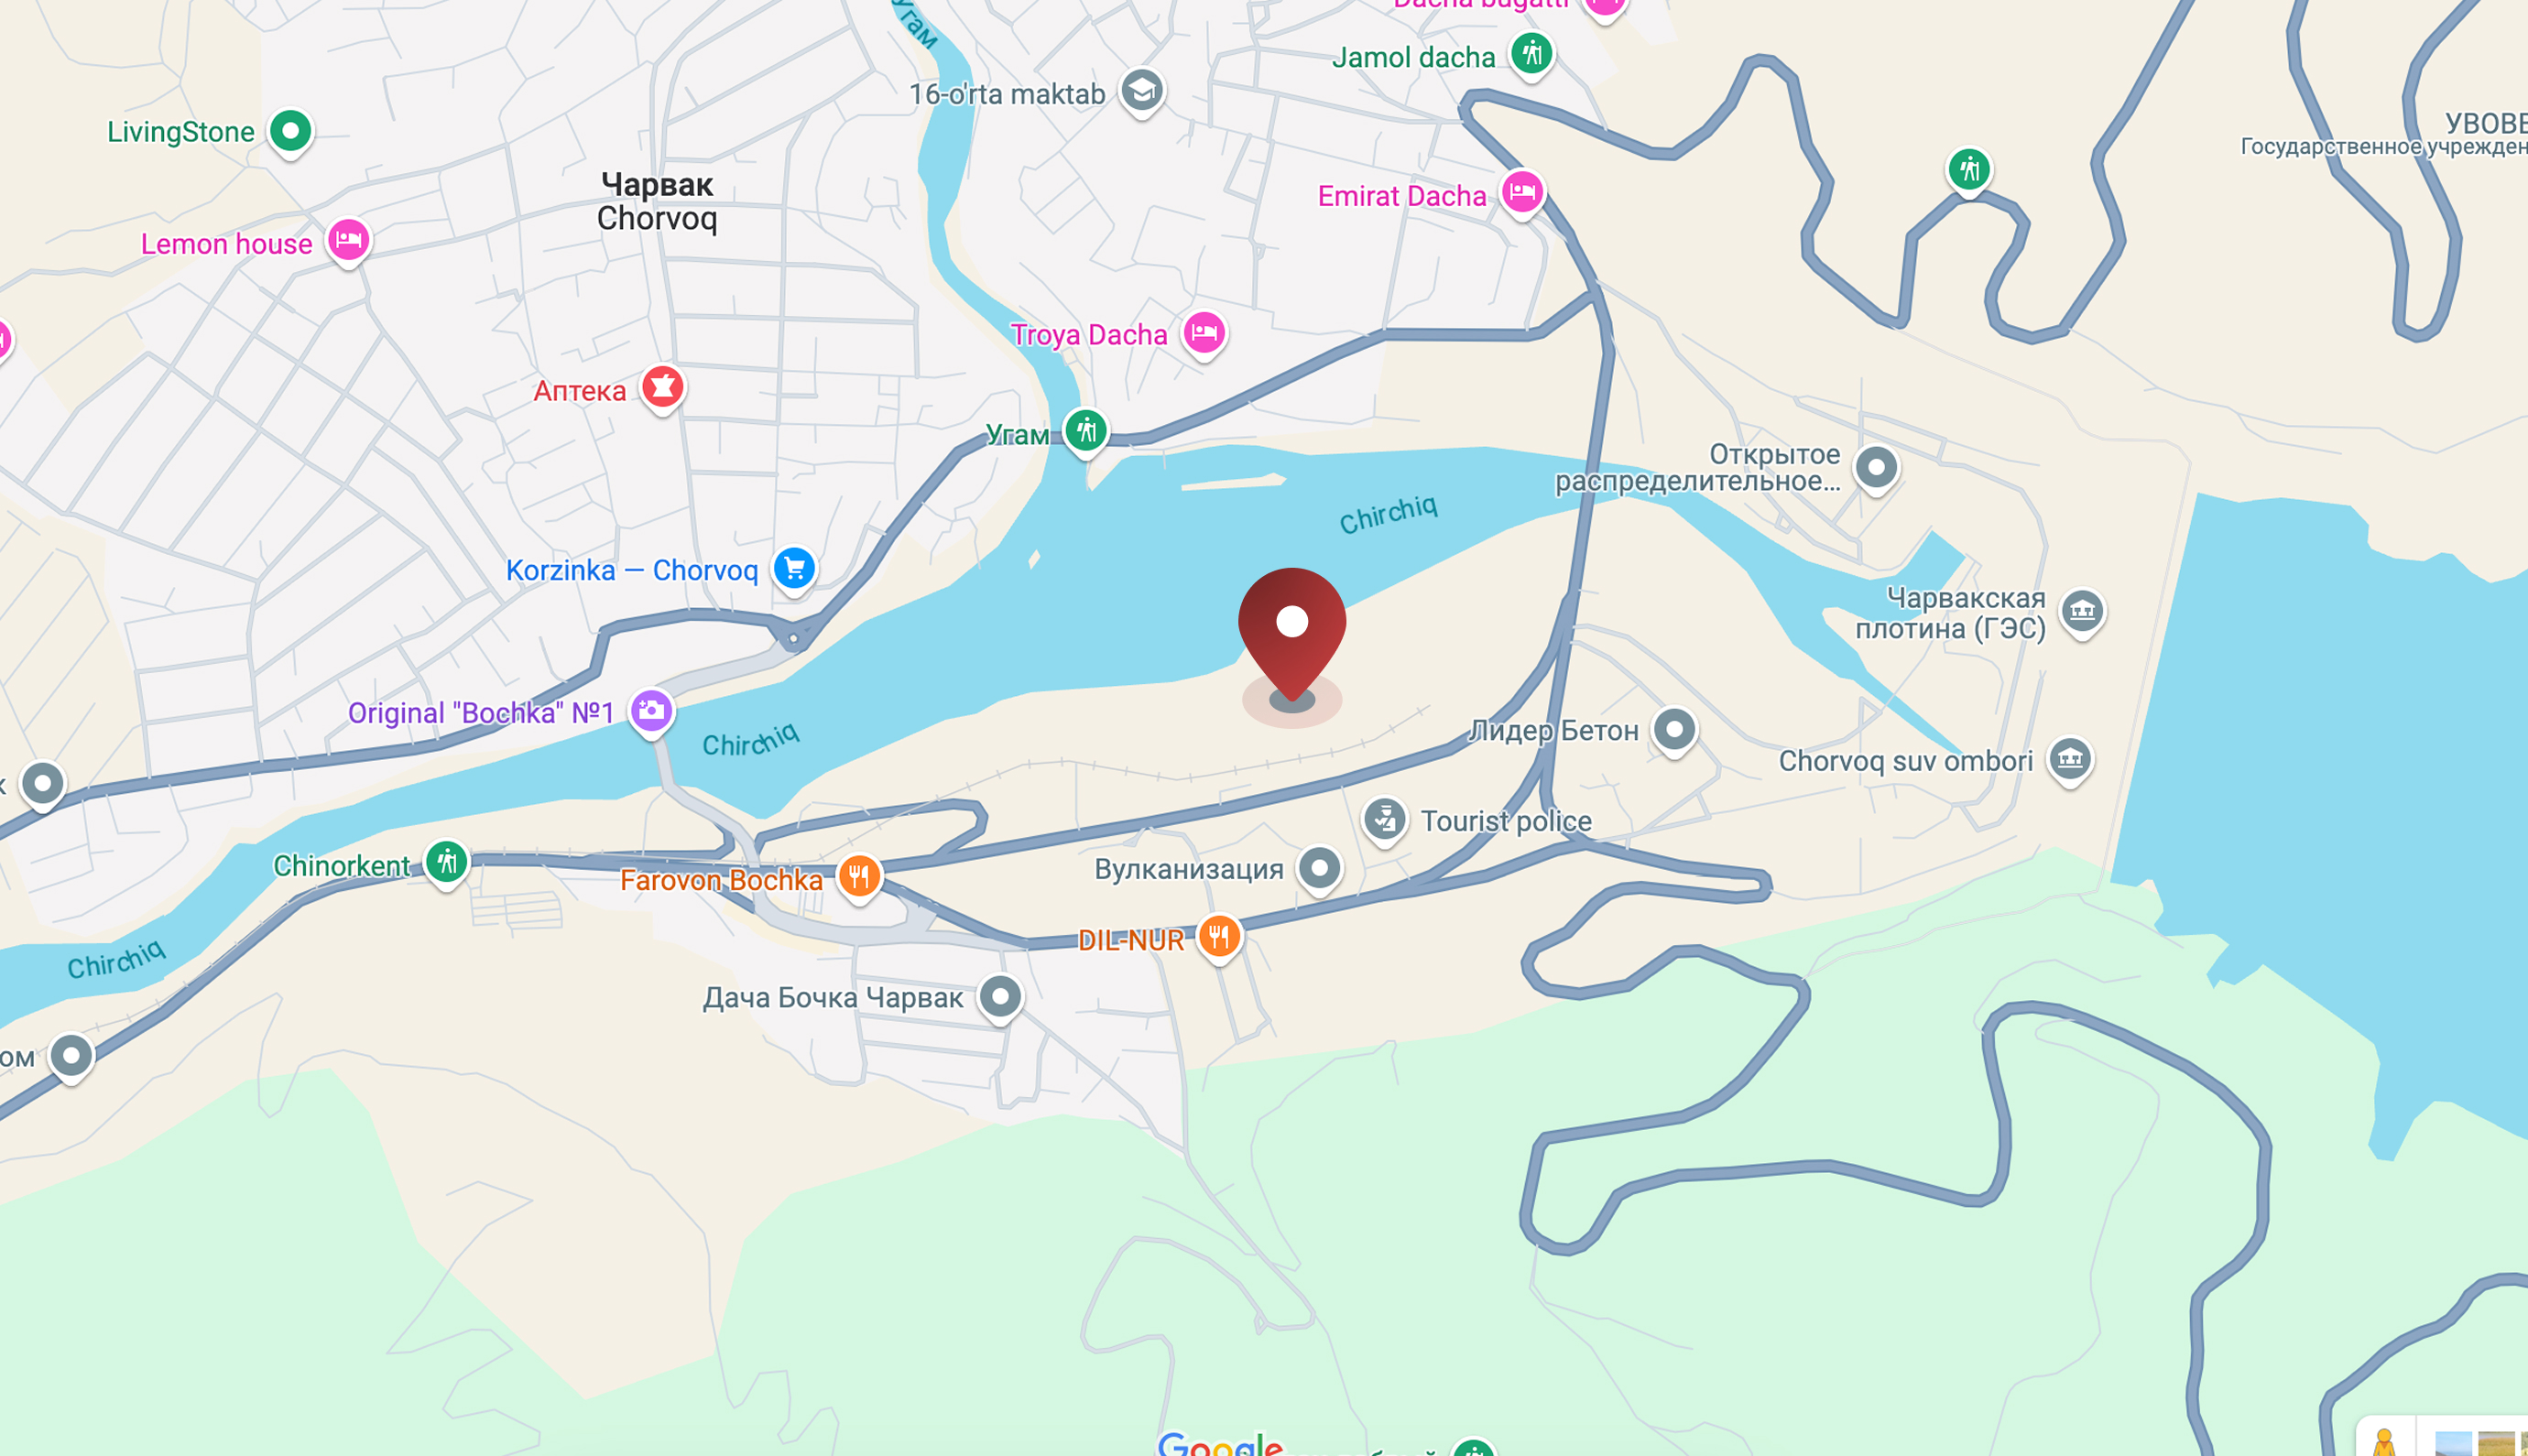 Угам
Dacha bugatti
Jamol dacha
16-o'rta maktab
LivingStone
УВОВЕ
Государственное учрежден
Чарвак
Chorvoq
Emirat Dacha
Lemon house
Troya Dacha
Аптека
Угам
Открытое
распределительное...
Chirchiq
Korzinka — Chorvoq
Чарвакская
плотина (ГЭС)
Original "Bochka" №1
Chirchiq
Лидер Бетон
Chorvoq suv ombori
к
Tourist police
Chinorkent
Farovon Bochka
Вулканизация
DIL-NUR
Chirchiq
Дача Бочка Чарвак
ом
Google